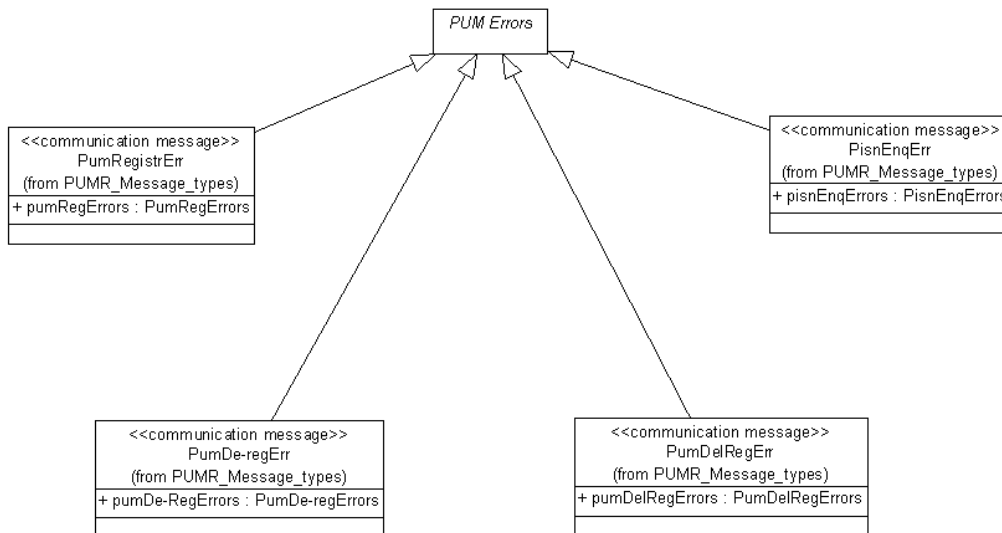 PUM Errors
<<communication message>>
PumRegistrErr
(from PUMR_Message_types)
+ pumRegErrors : PumRegErrors
<<communication message>>
PisnEnqErr
(from PUMR_Message_types)
+ pisnEnqErrors : PisnEnqErrors
<<communication message>>
PumDe-regErr
(from PUMR_Message_types)
+ pumDe-RegErrors : PumDe-regErrors
<<communication message>>
PumDelRegErr
(from PUMR_Message_types)
+ pumDelRegErrors : PumDelRegErrors